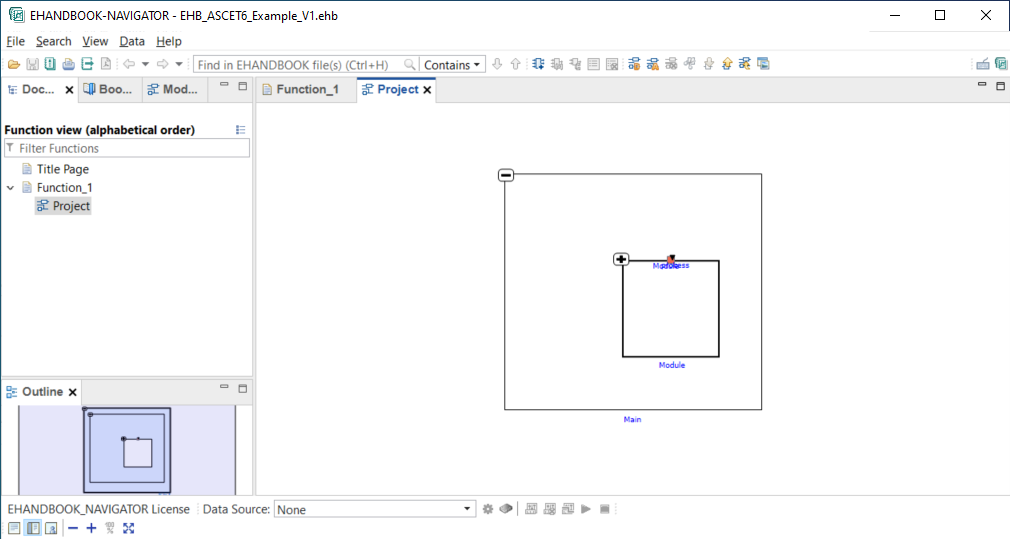 EHANDBOOK-NAVIGATOR - EHB_ASCET6_Example_V1.ehb
File Search View Data Help
Find in EHANDBOOK file(s) (Ctrl+H) Contains
Doc... Boo... Mod... Function_1 Project
Function view (alphabetical order)
Filter Functions
Title Page
Function_1
Project
process
Module
Module
Main
Outline
EHANDBOOK_NAVIGATOR License Data Source: None